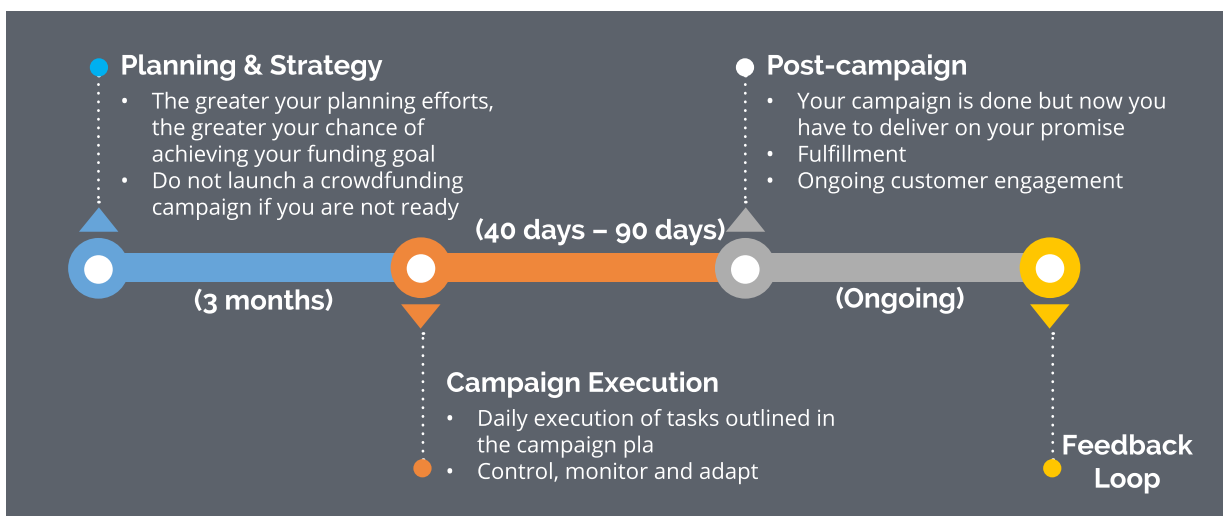 Planning & Strategy
• The greater your planning efforts,
the greater your chance of
achieving your funding goal
• Do not launch a crowdfunding
campaign if you are not ready
(3 months)
(40 days – 90 days)
Campaign Execution
• Daily execution of tasks outlined in
the campaign pla
• Control, monitor and adapt
Post-campaign
• Your campaign is done but now you
have to deliver on your promise
• Fulfillment
• Ongoing customer engagement
(Ongoing)
Feedback
Loop